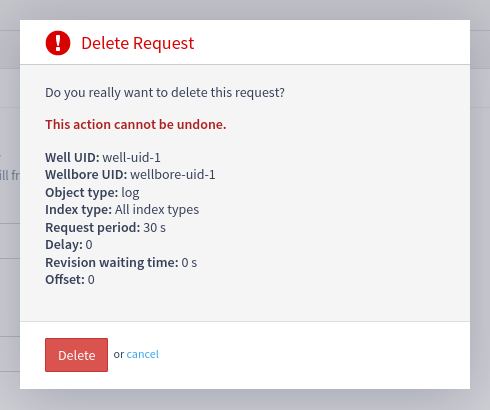 Delete Request
Do you really want to delete this request?
This action cannot be undone.
Well UID: well-uid-1
Wellbore UID: wellbore-uid-1
Object type: log
Index type: All index types
Request period: 30 s
Delay: 0
Revision waiting time: 0 s
Offset: 0
ill fr
Delete or cancel